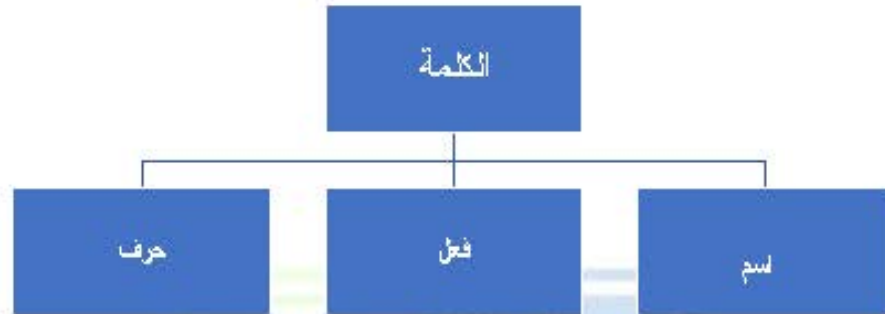 الكلمة
اسم
فعل
حرف